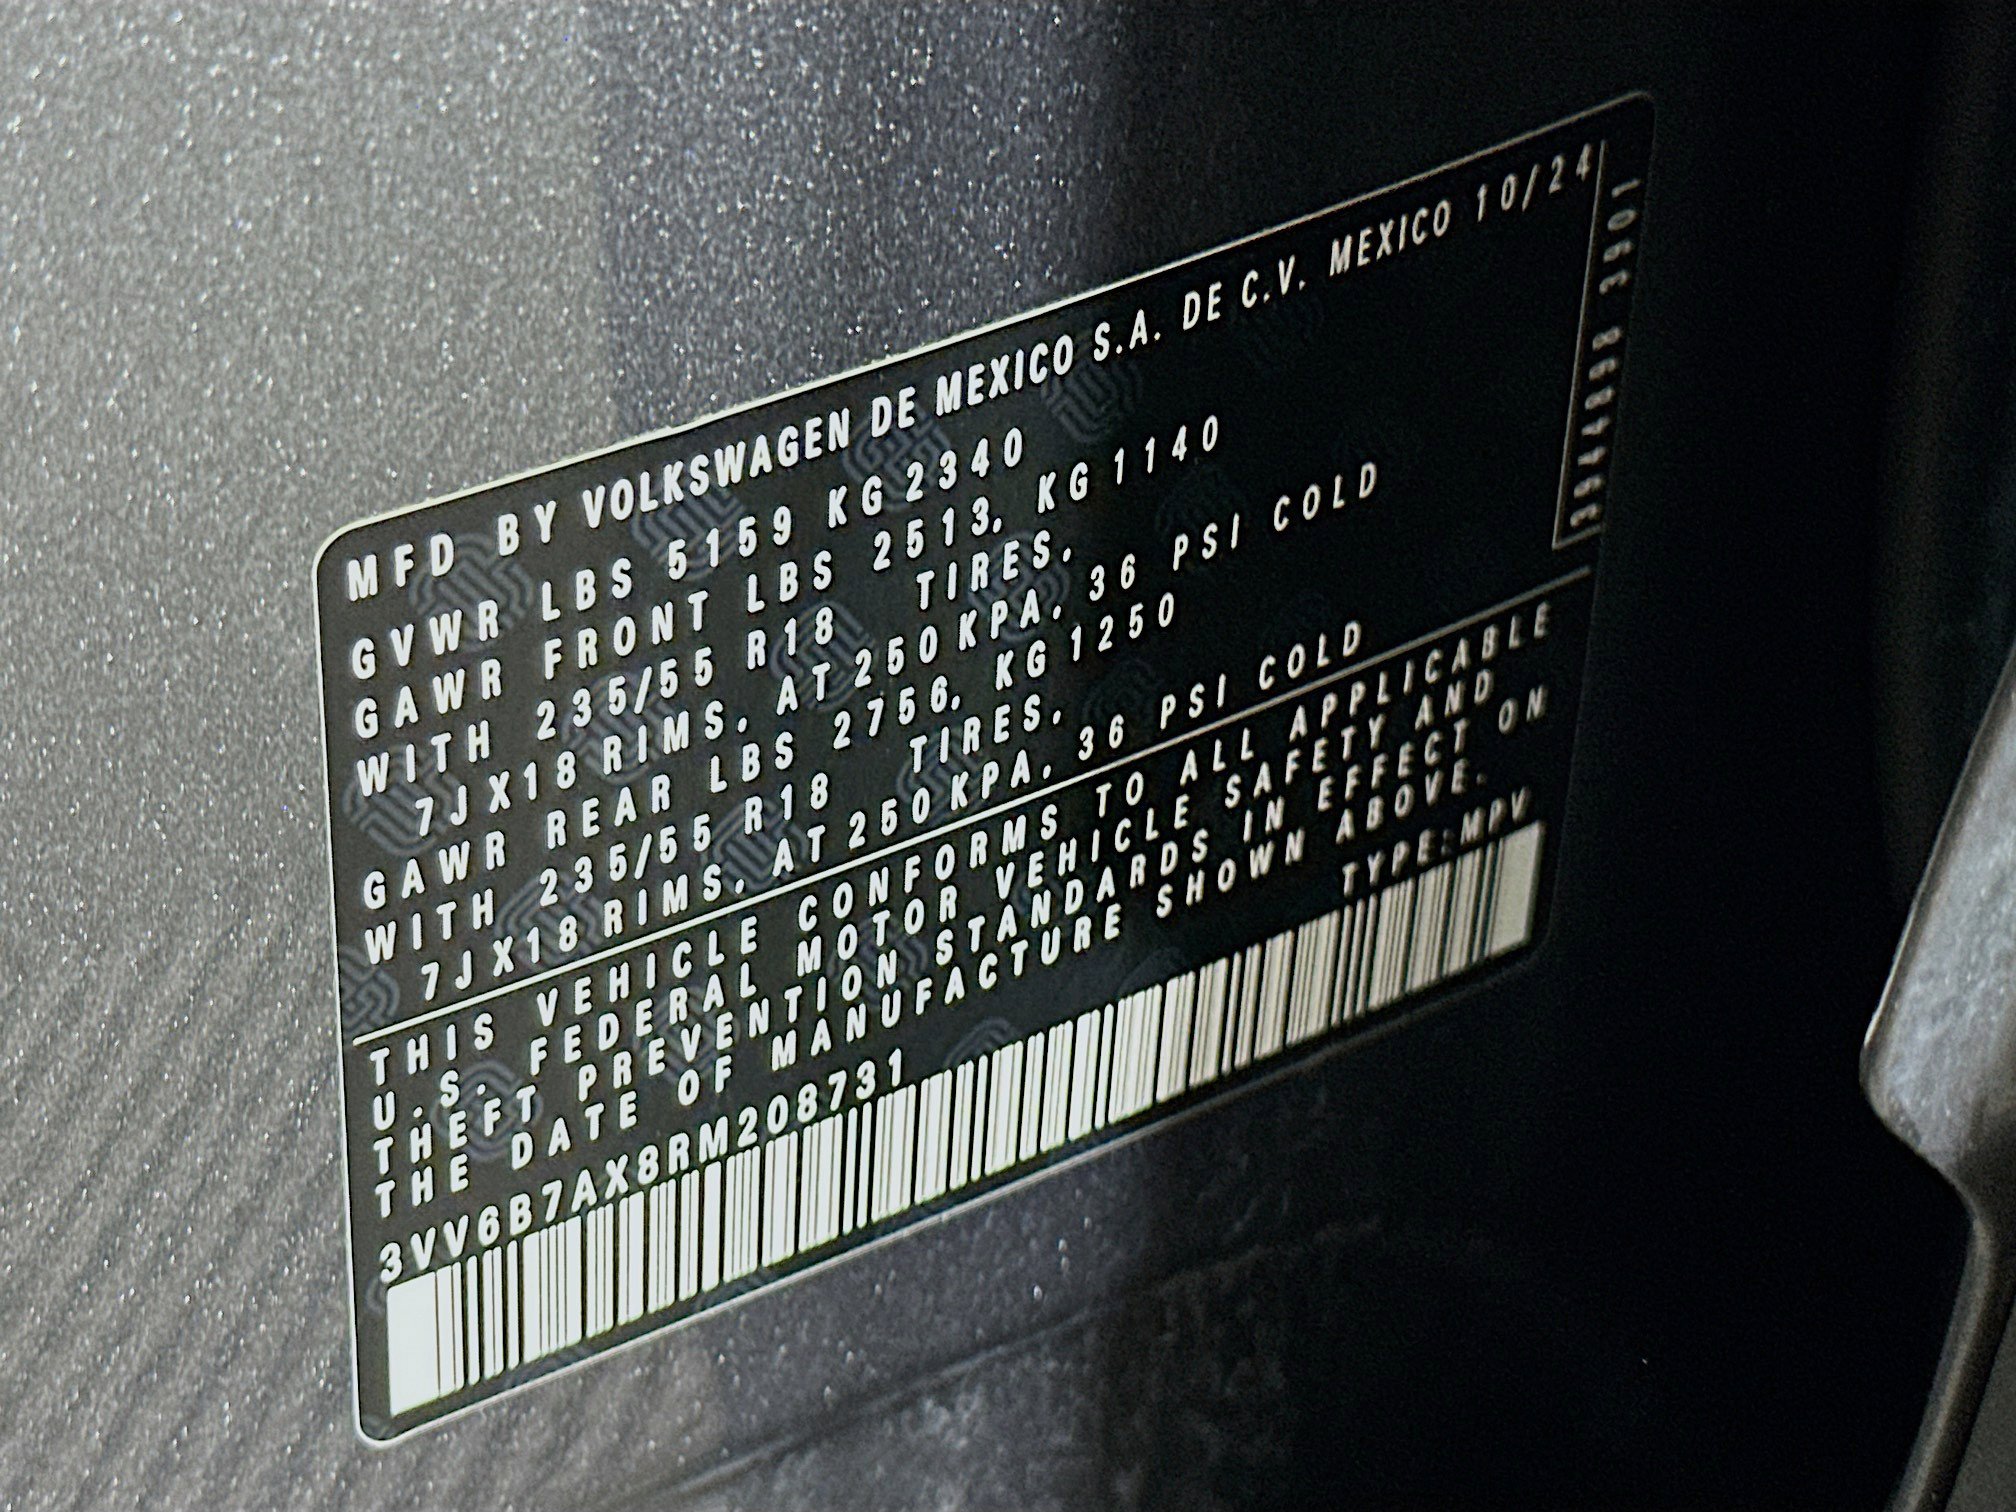 MFD BY VOLKSWAGEN DE MEXICO S.A. DE C.V. MEXICO 10/24
GVWR LBS 5159 KG 2340
GAWR FRONT LBS 2513. KG 1140
WITH 235/55 R18 TIRES.
7JX18 RIMS. AT 250 KPA. 36 PSI COLD
GAWR REAR LBS 2756. KG 1250
WITH 235/55 R18 TIRES.
7JX18 RIMS. AT 250 KPA. 36 PSI COLD
THIS VEHICLE CONFORMS TO ALL APPLICABLE
U.S. FEDERAL MOTOR VEHICLE SAFETY AND
THEFT PREVENTION STANDARDS IN EFFECT ON
THE DATE OF MANUFACTURE SHOWN ABOVE.
3VV6B7AX8RM208731 TYPE:MPV